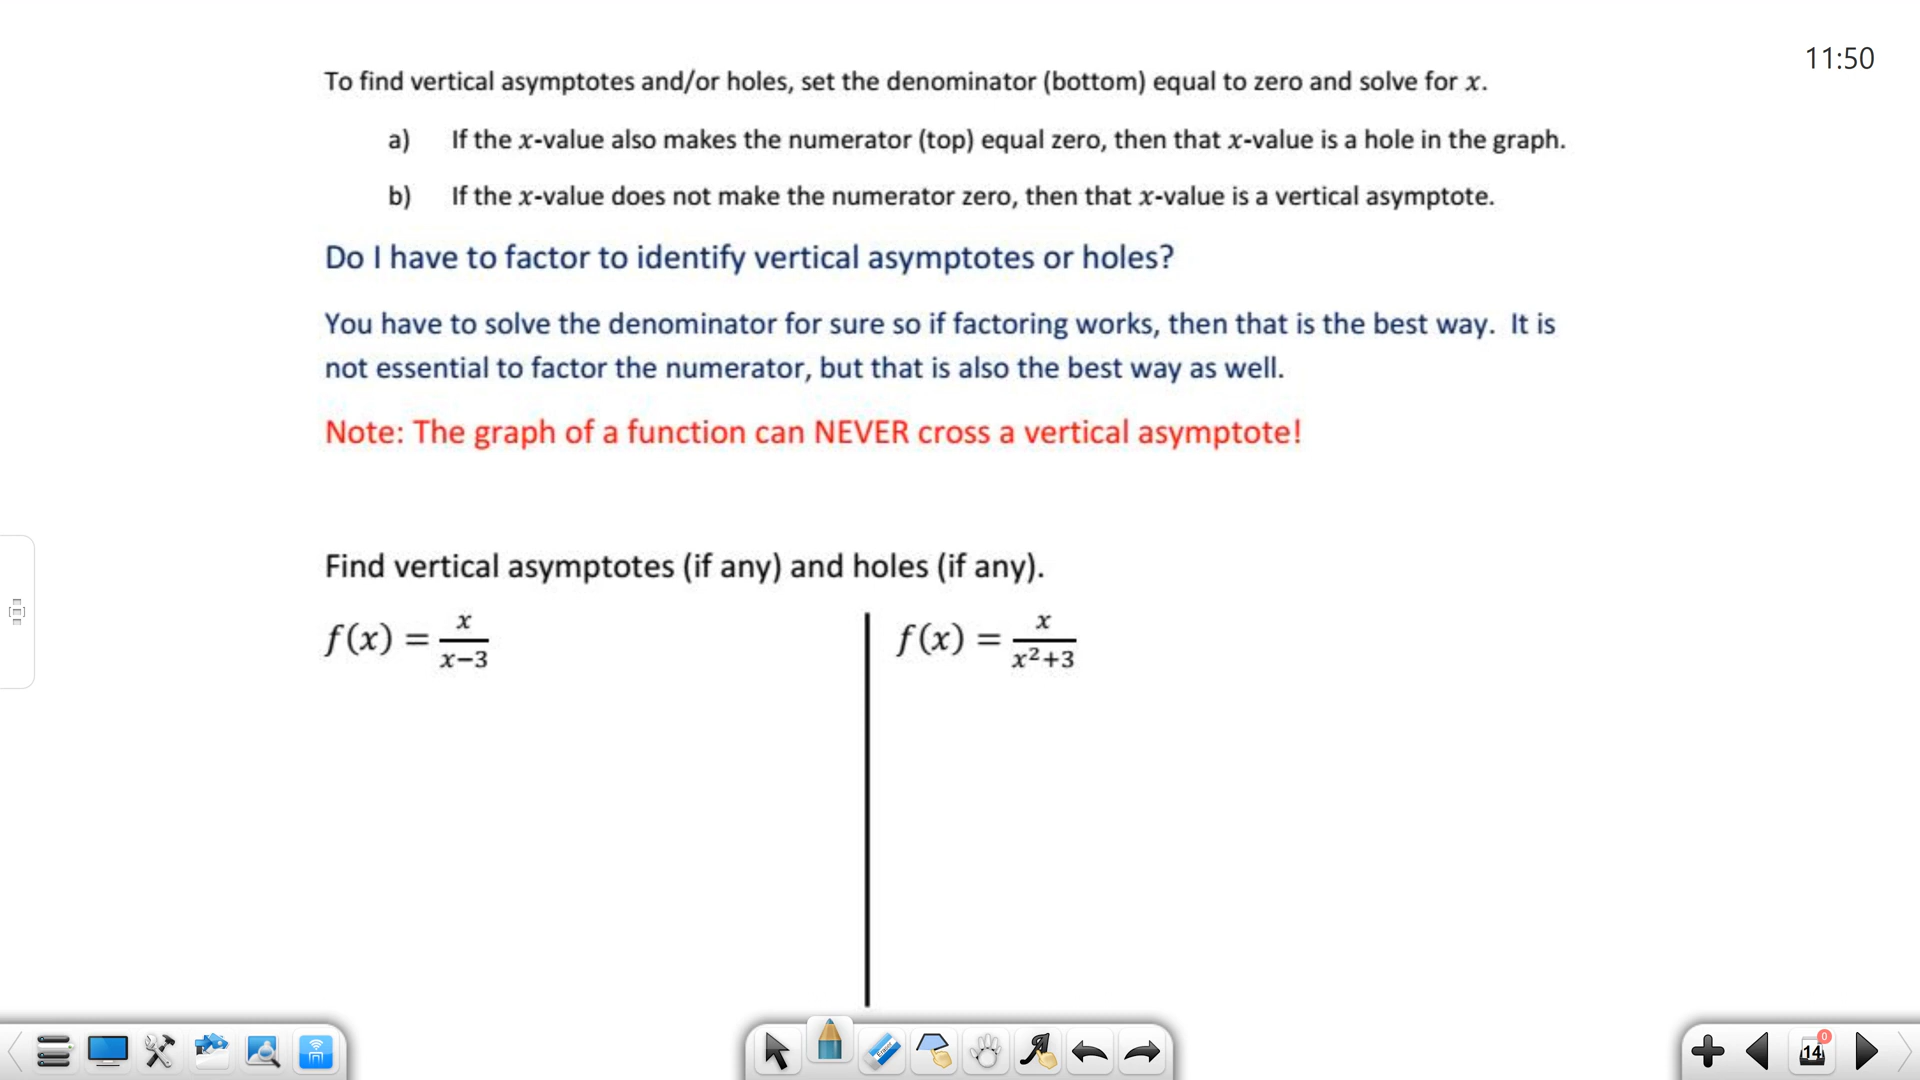 11:50
To find vertical asymptotes and/or holes, set the denominator (bottom) equal to zero and solve for x.
a) If the x-value also makes the numerator (top) equal zero, then that x-value is a hole in the graph.
b) If the x-value does not make the numerator zero, then that x-value is a vertical asymptote.
Do I have to factor to identify vertical asymptotes or holes?
You have to solve the denominator for sure so if factoring works, then that is the best way. It is
not essential to factor the numerator, but that is also the best way as well.
Note: The graph of a function can NEVER cross a vertical asymptote!
Find vertical asymptotes (if any) and holes (if any).
f(x) = x/(x−3)
f(x) = x/(x²+3)
14
0